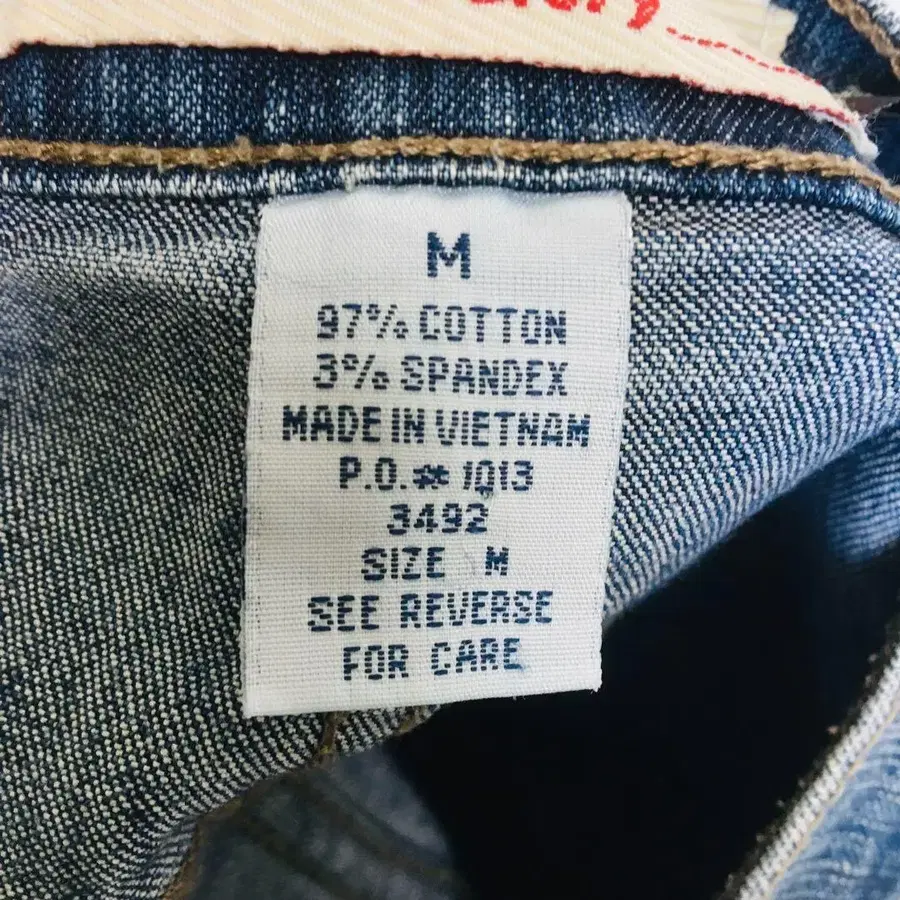 M
97% COTTON
3% SPANDEX
MADE IN VIETNAM
P.O.# 1013
3492
SIZE M
SEE REVERSE
FOR CARE